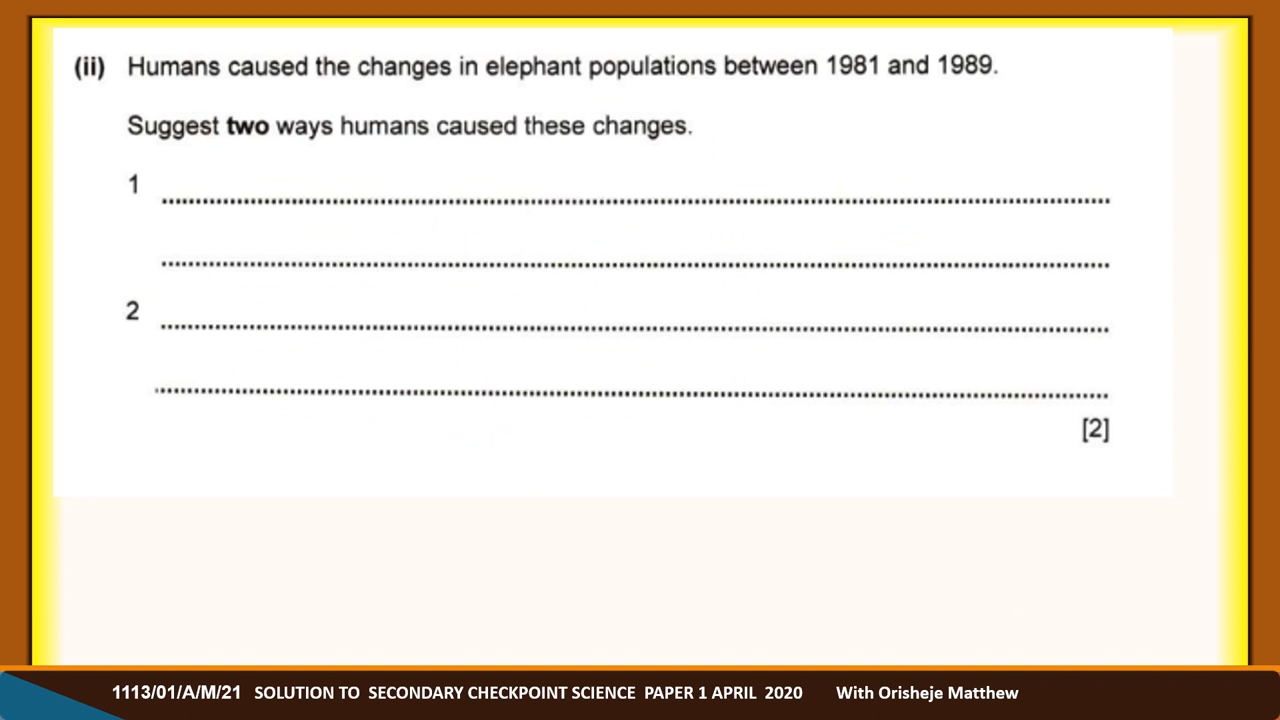 (ii) Humans caused the changes in elephant populations between 1981 and 1989.
Suggest two ways humans caused these changes.
1
2
[2]
1113/01/A/M/21 SOLUTION TO SECONDARY CHECKPOINT SCIENCE PAPER 1 APRIL 2020 With Orisheje Matthew